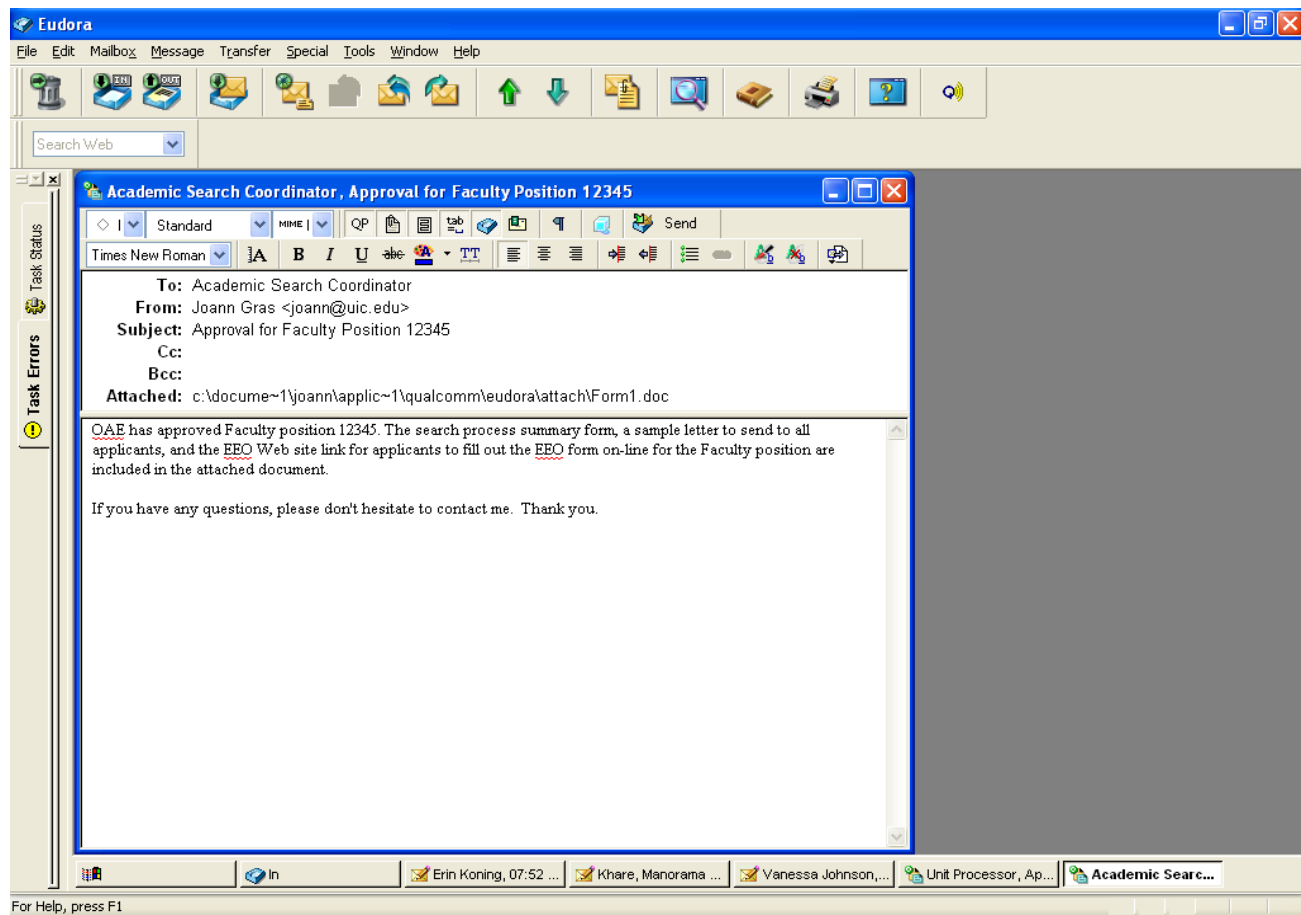 Eudora
File Edit Mailbox Message Transfer Special Tools Window Help
IN OUT
Search Web
Task Status
Task Errors
Academic Search Coordinator, Approval for Faculty Position 12345
Standard MIME QP tab Send
Times New Roman A B I U abc A TT
To: Academic Search Coordinator
From: Joann Gras <joann@uic.edu>
Subject: Approval for Faculty Position 12345
Cc:
Bcc:
Attached: c:\docume~1\joann\applic~1\qualcomm\eudora\attach\Form1.doc
OAE has approved Faculty position 12345. The search process summary form, a sample letter to send to all
applicants, and the EEO Web site link for applicants to fill out the EEO form on-line for the Faculty position are
included in the attached document.
If you have any questions, please don't hesitate to contact me.  Thank you.
In Erin Koning, 07:52 ... Khare, Manorama ... Vanessa Johnson,... Unit Processor, Ap... Academic Searc...
For Help, press F1